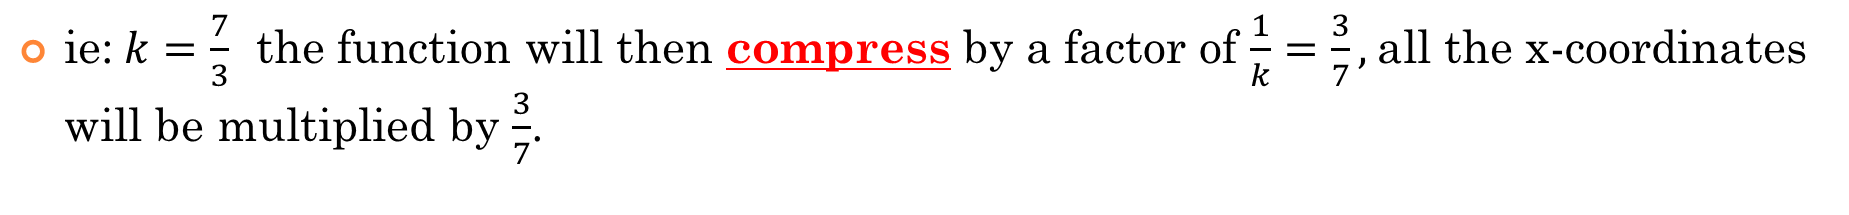 ie: k = 7/3 the function will then compress by a factor of 1/k = 3/7, all the x-coordinates
will be multiplied by 3/7.